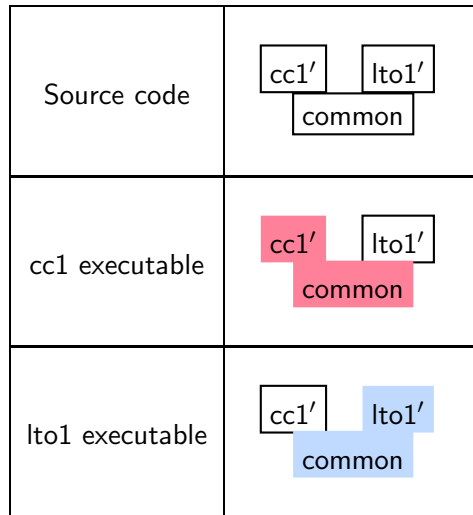 Source code
cc1′ lto1′
common
cc1 executable
cc1′ lto1′
common
lto1 executable
cc1′ lto1′
common